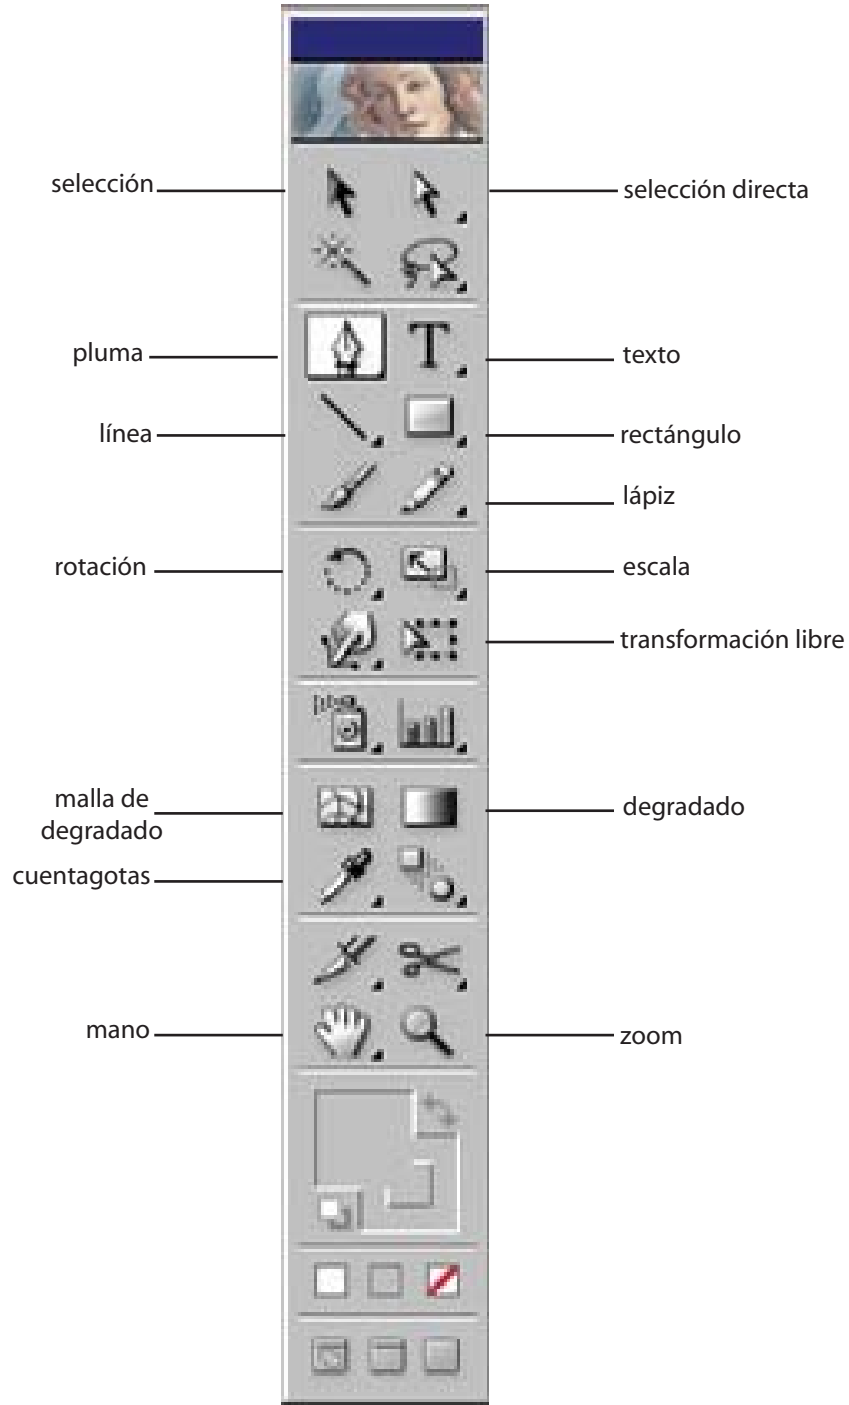 selección
selección directa
pluma
texto
línea
rectángulo
lápiz
rotación
escala
transformación libre
malla de
degradado
degradado
cuentagotas
mano
zoom